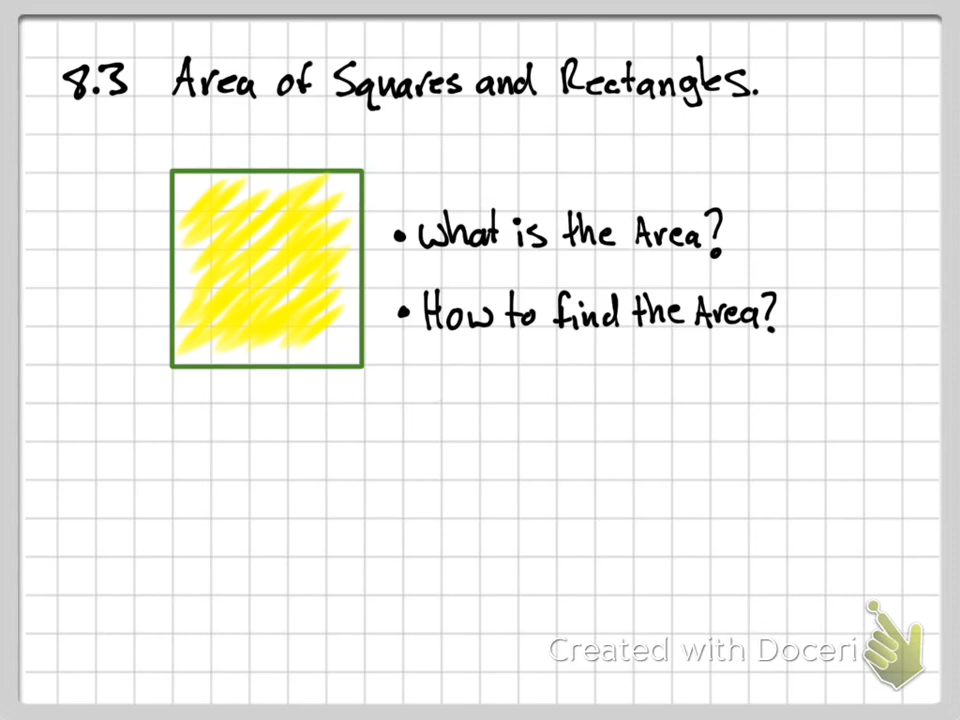 8.3 Area of Squares and Rectangles.
• What is the Area?
• How to find the Area?
Created with Doceri